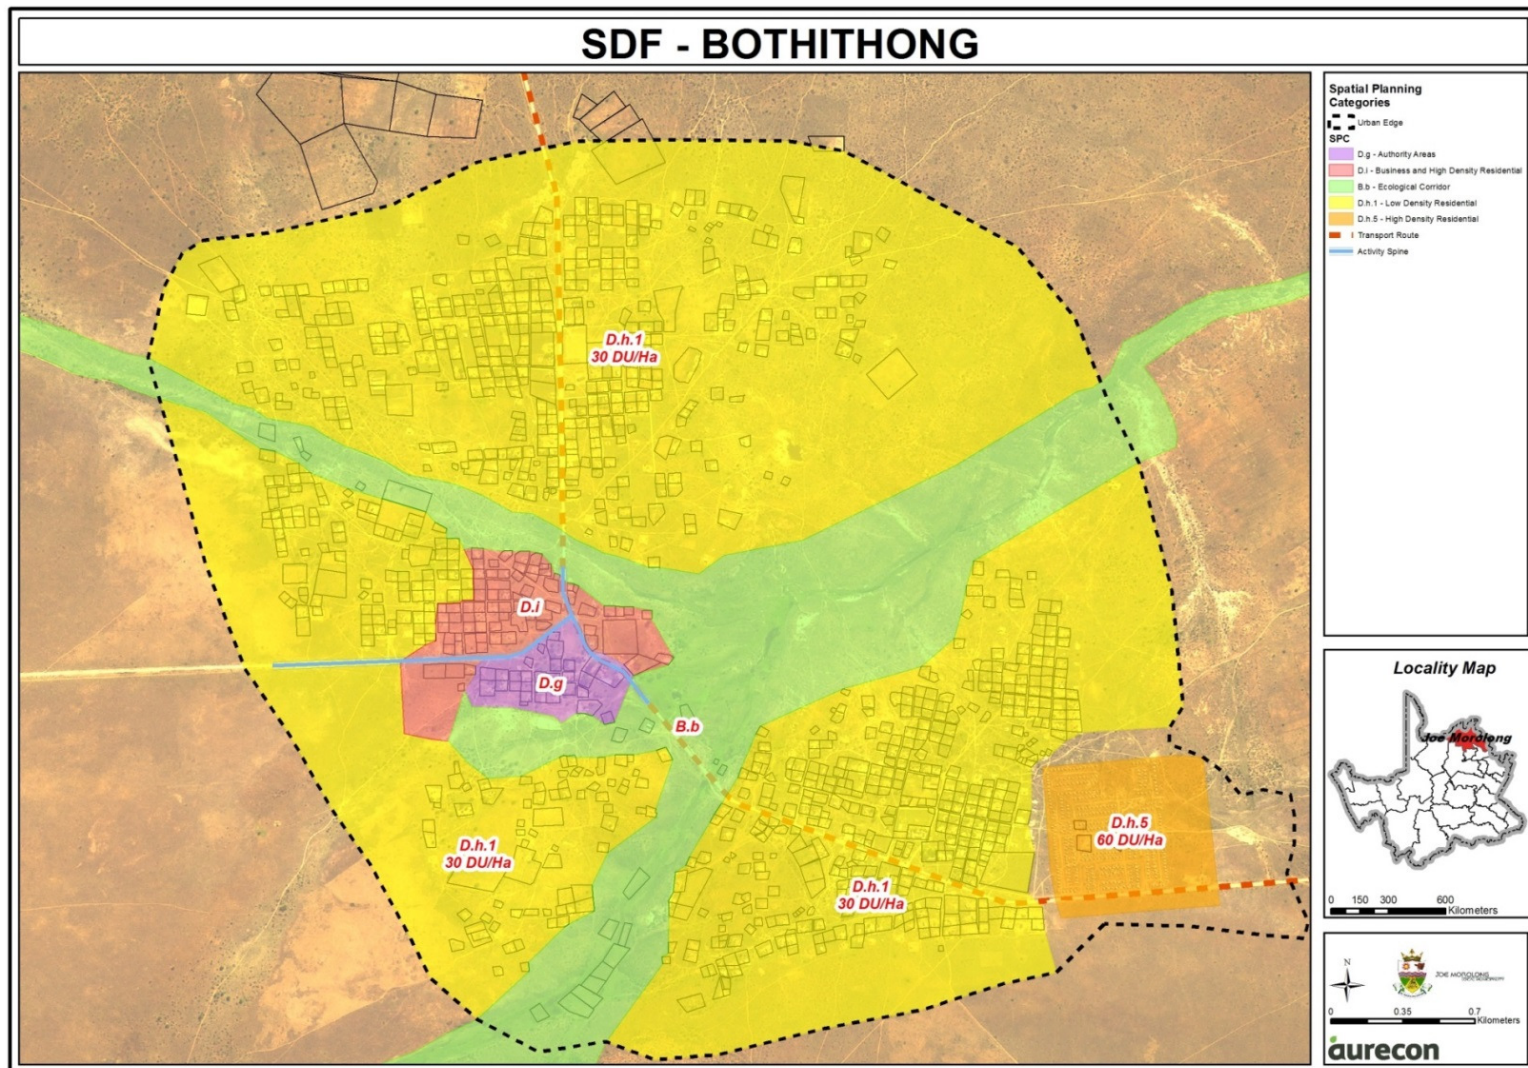 SDF - BOTHITHONG
Spatial Planning
Categories
Urban Edge
SPC
D.g - Authority Areas
D.i - Business and High Density Residential
B.b - Ecological Corridor
D.h.1 - Low Density Residential
D.h.5 - High Density Residential
Transport Route
Activity Spine
D.h.1
30 DU/Ha
D.i
D.g
B.b
D.h.1
30 DU/Ha
D.h.1
30 DU/Ha
D.h.5
60 DU/Ha
Locality Map
Joe Morolong
0 150 300 600
Kilometers
N
JOE MOROLONG
0 0.35 0.7
Kilometers
aurecon